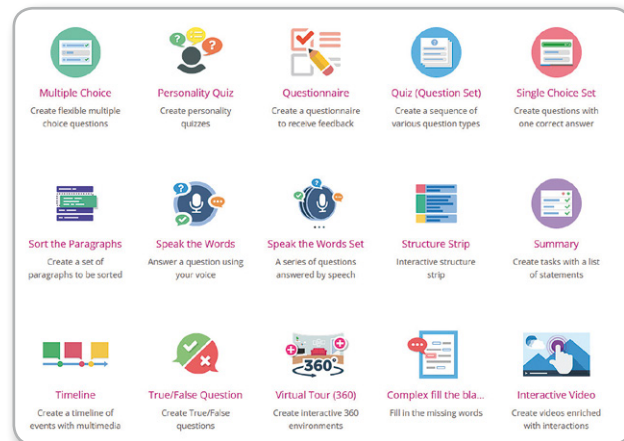 Multiple Choice
Create flexible multiple
choice questions
Personality Quiz
Create personality
quizzes
Questionnaire
Create a questionnaire
to receive feedback
Quiz (Question Set)
Create a sequence of
various question types
Single Choice Set
Create questions with
one correct answer
Sort the Paragraphs
Create a set of
paragraphs to be sorted
Speak the Words
Answer a question using
your voice
Speak the Words Set
A series of questions
answered by speech
Structure Strip
Interactive structure
strip
Summary
Create tasks with a list
of statements
Timeline
Create a timeline of
events with multimedia
True/False Question
Create True/False
questions
360°
Virtual Tour (360)
Create interactive 360
environments
Complex fill the bla...
Fill in the missing words
Interactive Video
Create videos enriched
with interactions